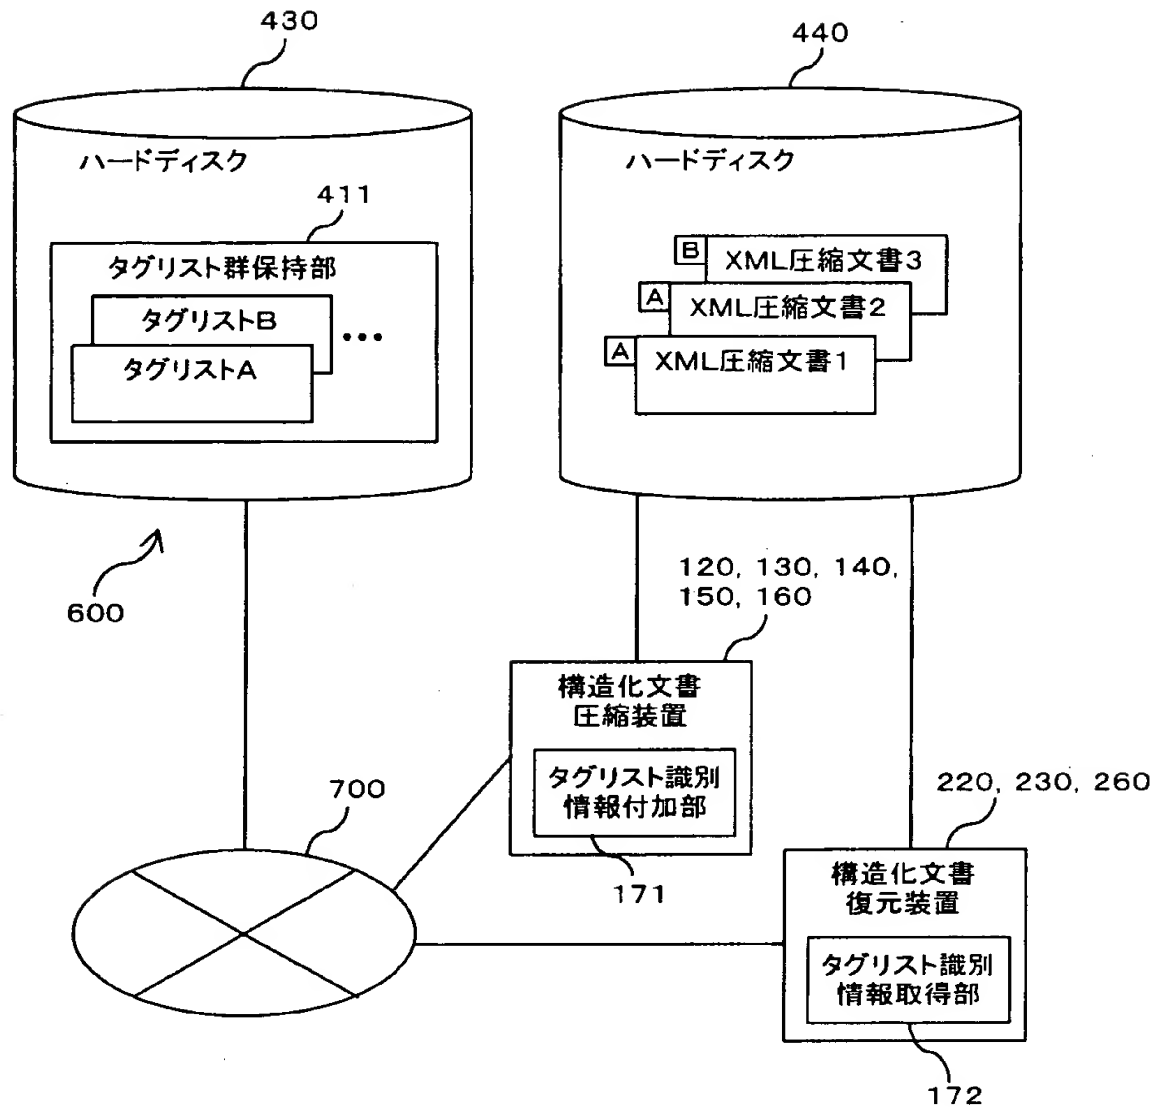 430
440
ハードディスク
ハードディスク
411
タグリスト群保持部
タグリストB
タグリストA
•••
B
XML圧縮文書3
A
XML圧縮文書2
A
XML圧縮文書1
600
120, 130, 140,
150, 160
構造化文書
圧縮装置
タグリスト識別
情報付加部
171
700
220, 230, 260
構造化文書
復元装置
タグリスト識別
情報取得部
172